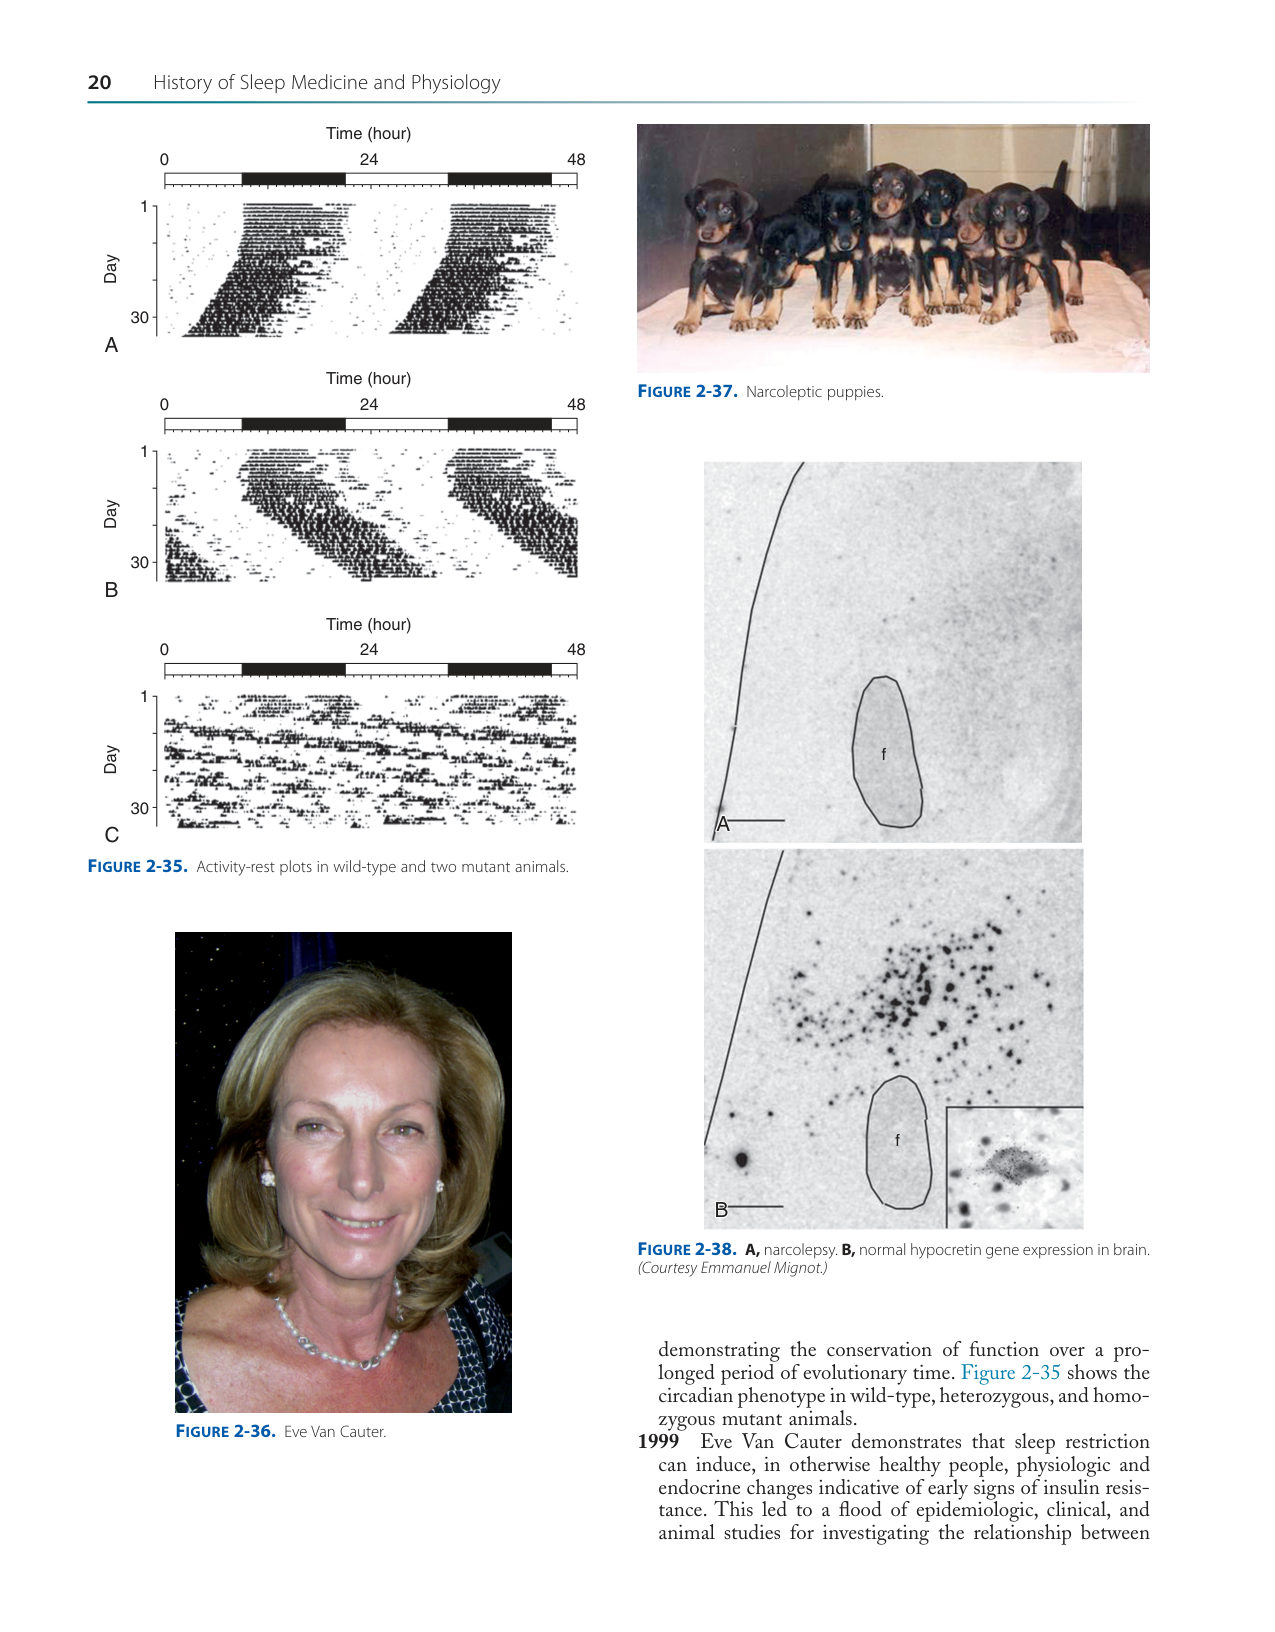 20 History of Sleep Medicine and Physiology
Time (hour)
0 24 48
1
Day
30
A
Time (hour)
0 24 48
1
Day
30
B
Time (hour)
0 24 48
1
Day
30
C
FIGURE 2-35. Activity-rest plots in wild-type and two mutant animals.
FIGURE 2-36. Eve Van Cauter.
FIGURE 2-37. Narcoleptic puppies.
f
A
f
B
FIGURE 2-38. A, narcolepsy. B, normal hypocretin gene expression in brain.
(Courtesy Emmanuel Mignot.)
demonstrating the conservation of function over a pro-
longed period of evolutionary time. Figure 2-35 shows the
circadian phenotype in wild-type, heterozygous, and homo-
zygous mutant animals.
1999 Eve Van Cauter demonstrates that sleep restriction
can induce, in otherwise healthy people, physiologic and
endocrine changes indicative of early signs of insulin resis-
tance. This led to a flood of epidemiologic, clinical, and
animal studies for investigating the relationship between